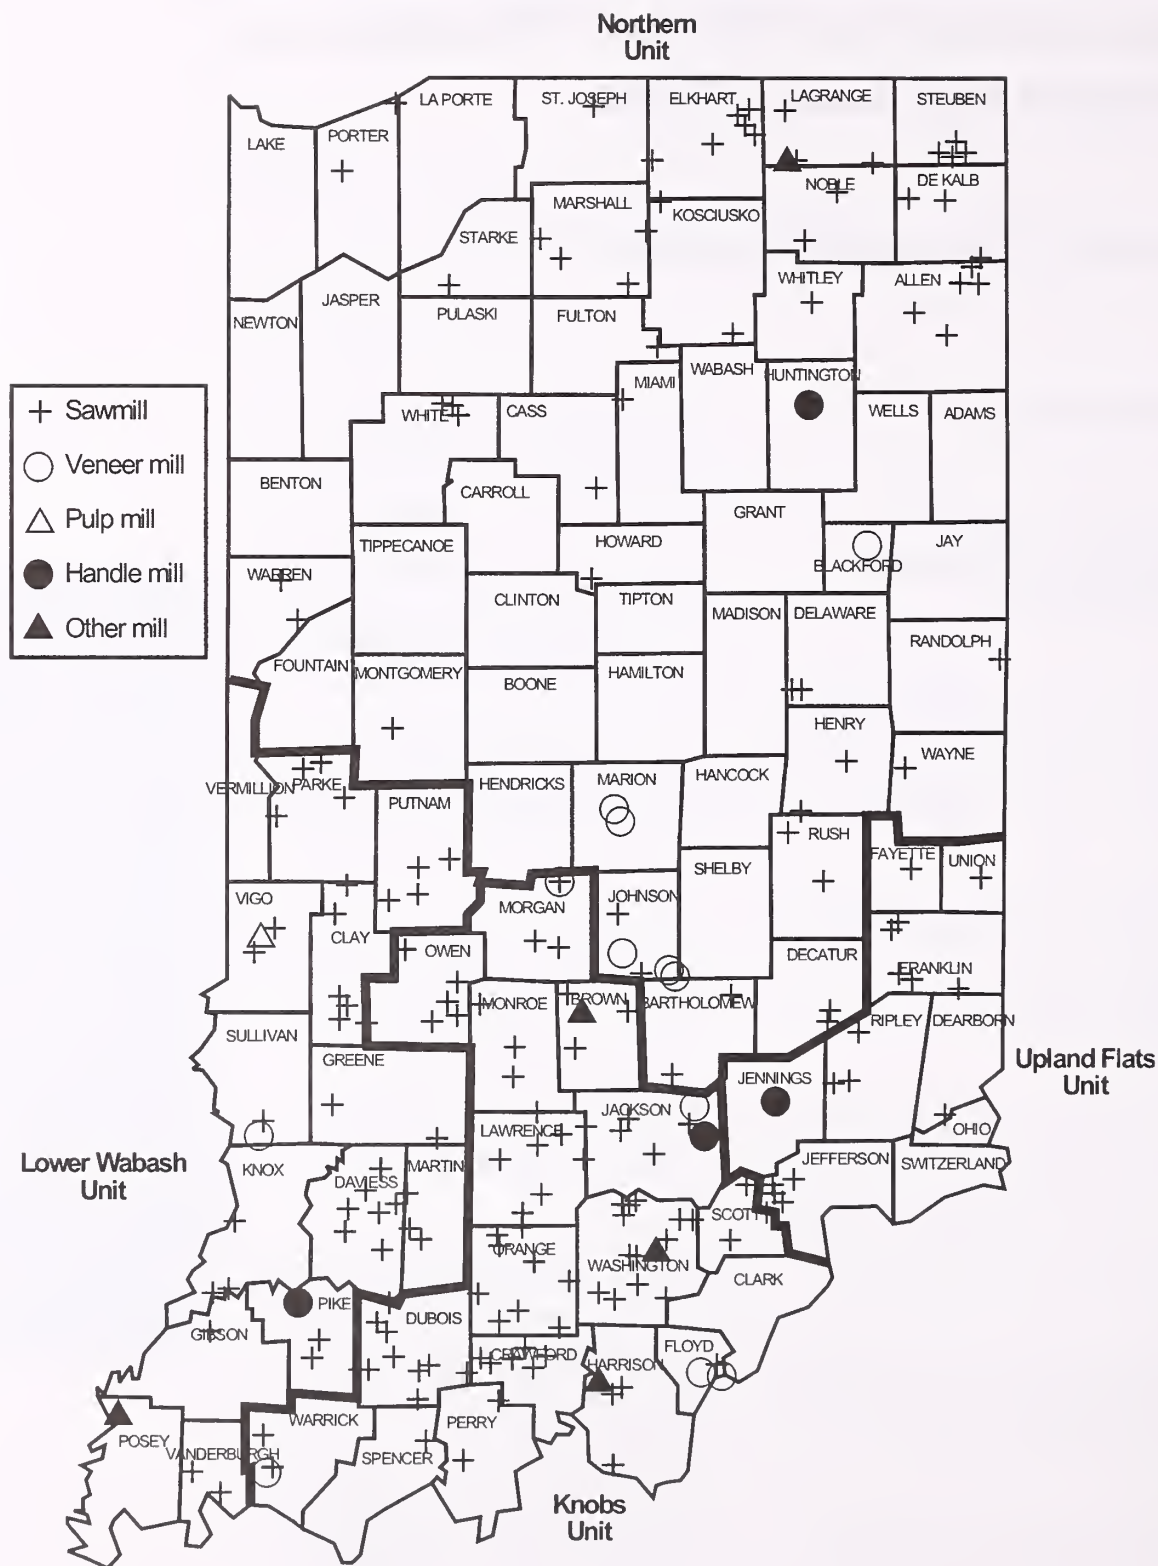 Northern
Unit
LA PORTE
ST. JOSEPH
ELKHART
LAGRANGE
STEUBEN
LAKE
PORTER
NOBLE
DE KALB
MARSHALL
KOSCIUSKO
STARKE
WHITLEY
ALLEN
JASPER
NEWTON
PULASKI
FULTON
WABASH
HUNTINGTON
MIAMI
WHITE
CASS
WELLS
ADAMS
Sawmill
Veneer mill
Pulp mill
Handle mill
Other mill
BENTON
CARROLL
GRANT
TIPPECANOE
HOWARD
JAY
BLACKFORD
WARREN
CLINTON
TIPTON
MADISON
DELAWARE
RANDOLPH
FOUNTAIN
MONTGOMERY
BOONE
HAMILTON
HENRY
WAYNE
VERMILLION
PARKE
HENDRICKS
MARION
HANCOCK
PUTNAM
RUSH
FAYETTE
UNION
SHELBY
VIGO
MORGAN
JOHNSON
CLAY
OWEN
DECATUR
FRANKLIN
MONROE
BROWN
BARTHOLOMEW
SULLIVAN
RIPLEY
DEARBORN
GREENE
JENNINGS
Upland Flats
Unit
JACKSON
LAWRENCE
OHIO
Lower Wabash
Unit
KNOX
DAVIESS
MARTIN
JEFFERSON
SWITZERLAND
SCOTT
ORANGE
WASHINGTON
CLARK
PIKE
DUBOIS
GIBSON
CRAWFORD
HARRISON
FLOYD
POSEY
VANDERBURGH
WARRICK
PERRY
SPENCER
Knobs
Unit